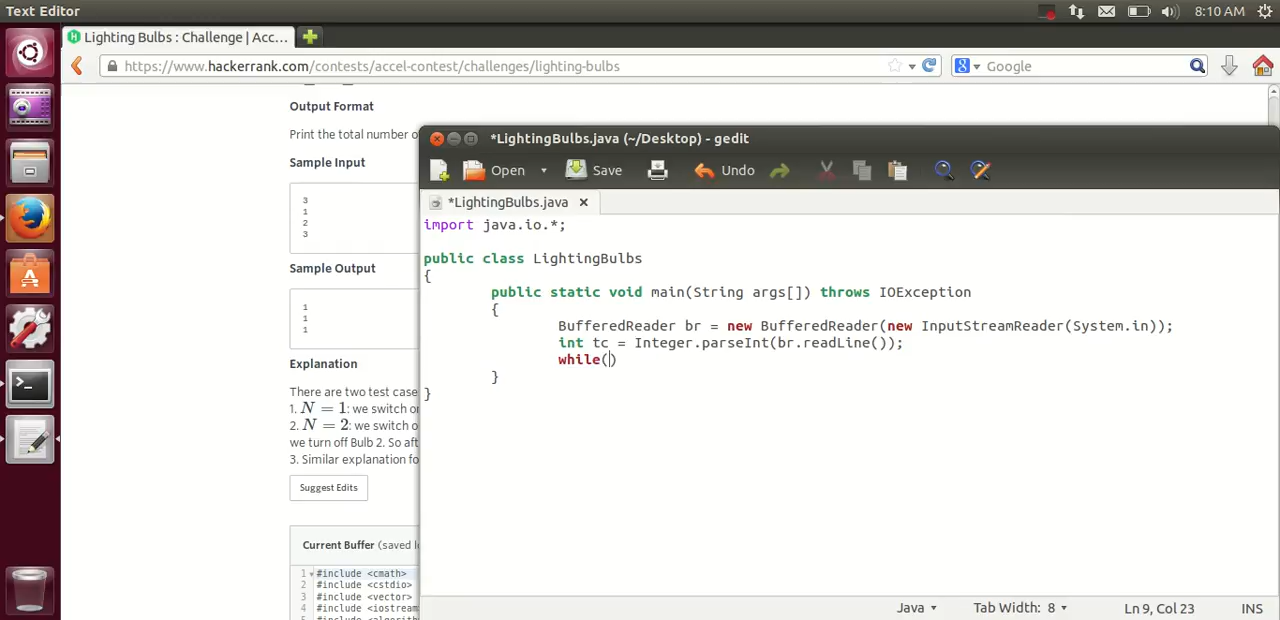 Text Editor
8:10 AM
Lighting Bulbs : Challenge | Acc...
https://www.hackerrank.com/contests/accel-contest/challenges/lighting-bulbs
Google
Output Format
Print the total number o
Sample Input
3
1
2
3
Sample Output
1
1
1
Explanation
There are two test case
1. N = 1: we switch or
2. N = 2: we switch o
we turn off Bulb 2. So aft
3. Similar explanation fo
Suggest Edits
Current Buffer (saved l
1 #include <cmath>
2 #include <cstdio>
3 #include <vector>
4 #include <iostream
5 #include <algorithm
*LightingBulbs.java (~/Desktop) - gedit
Open Save Undo
*LightingBulbs.java
import java.io.*;
public class LightingBulbs
{
public static void main(String args[]) throws IOException
{
BufferedReader br = new BufferedReader(new InputStreamReader(System.in));
int tc = Integer.parseInt(br.readLine());
while()
}
}
Java Tab Width: 8 Ln 9, Col 23 INS